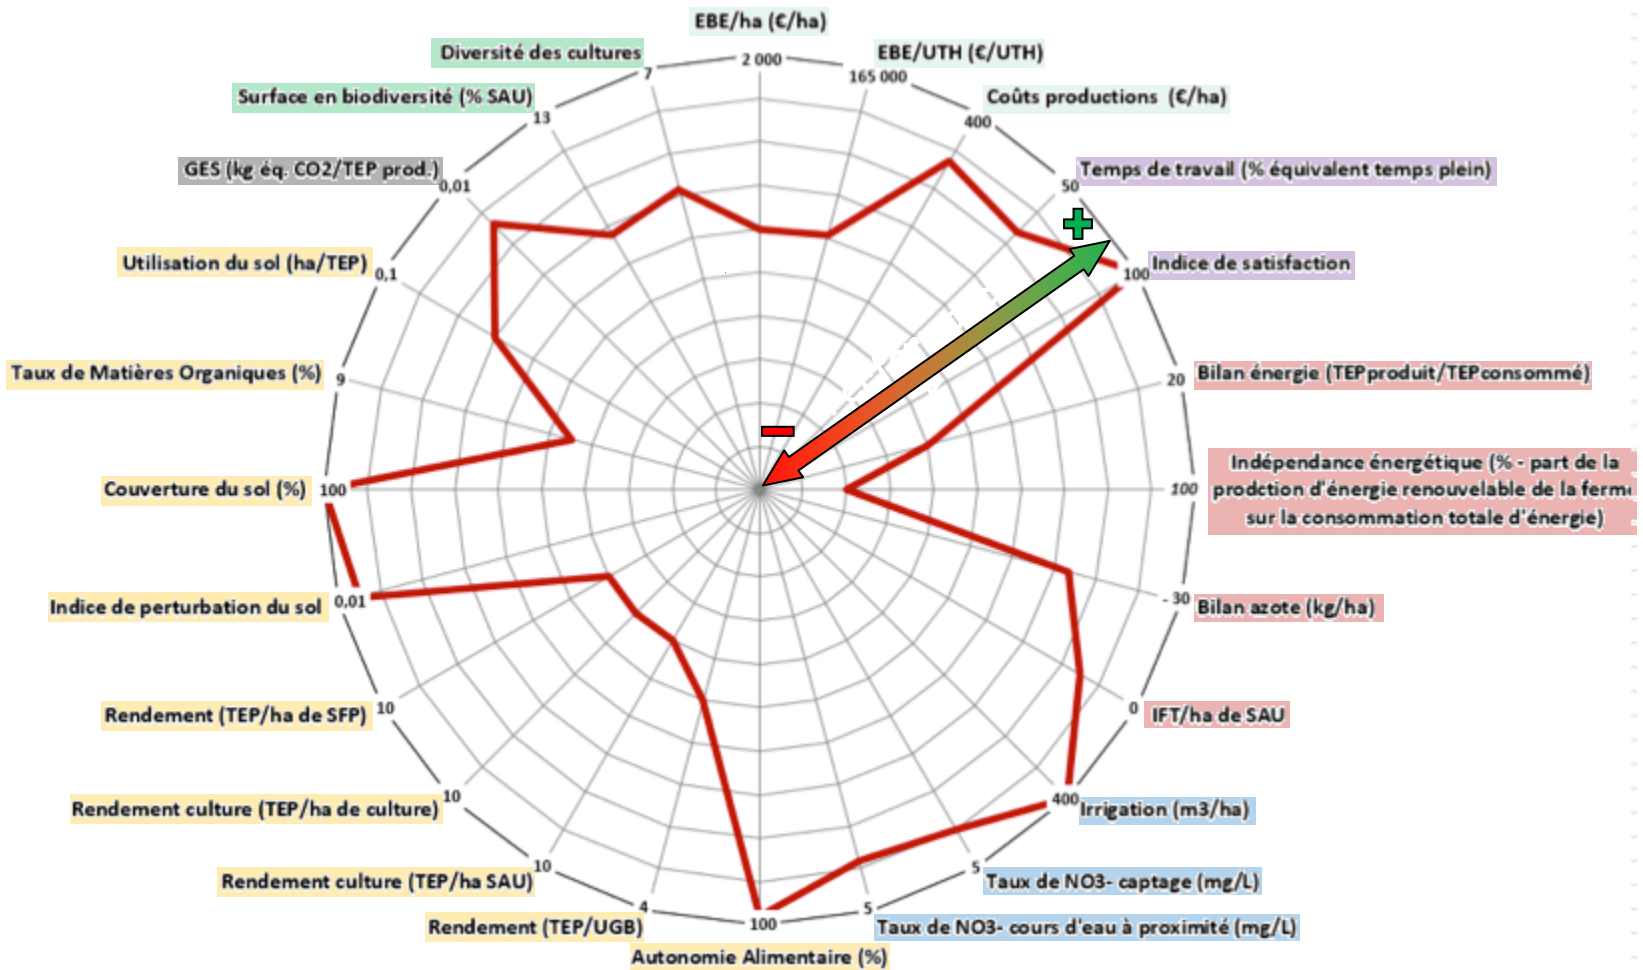 EBE/ha (€/ha)
2 000
EBE/UTH (€/UTH)
165 000
Coûts productions (€/ha)
400
Temps de travail (% équivalent temps plein)
50
Indice de satisfaction
100
Bilan énergie (TEPproduit/TEPconsommé)
20
Indépendance énergétique (% - part de la
prodction d'énergie renouvelable de la ferme
sur la consommation totale d'énergie)
100
Bilan azote (kg/ha)
- 30
IFT/ha de SAU
0
Irrigation (m3/ha)
400
Taux de NO3- captage (mg/L)
5
Taux de NO3- cours d'eau à proximité (mg/L)
5
Autonomie Alimentaire (%)
100
Rendement (TEP/UGB)
4
Rendement culture (TEP/ha SAU)
10
Rendement culture (TEP/ha de culture)
10
Rendement (TEP/ha de SFP)
10
Indice de perturbation du sol
0,01
Couverture du sol (%)
100
Taux de Matières Organiques (%)
9
Utilisation du sol (ha/TEP)
0,1
GES (kg éq. CO2/TEP prod.)
0,01
Surface en biodiversité (% SAU)
13
Diversité des cultures
7